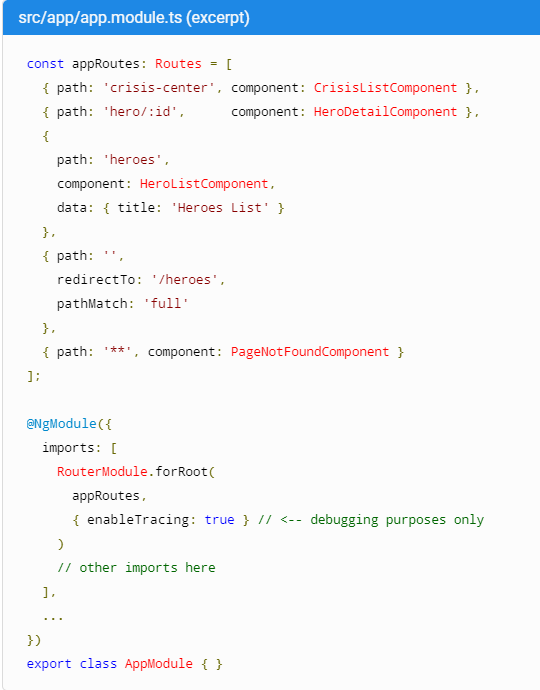 src/app/app.module.ts (excerpt)
const appRoutes: Routes = [
  { path: 'crisis-center', component: CrisisListComponent },
  { path: 'hero/:id',      component: HeroDetailComponent },
  {
    path: 'heroes',
    component: HeroListComponent,
    data: { title: 'Heroes List' }
  },
  { path: '',
    redirectTo: '/heroes',
    pathMatch: 'full'
  },
  { path: '**', component: PageNotFoundComponent }
];
@NgModule({
  imports: [
    RouterModule.forRoot(
      appRoutes,
      { enableTracing: true } // <-- debugging purposes only
    )
    // other imports here
  ],
  ...
})
export class AppModule { }